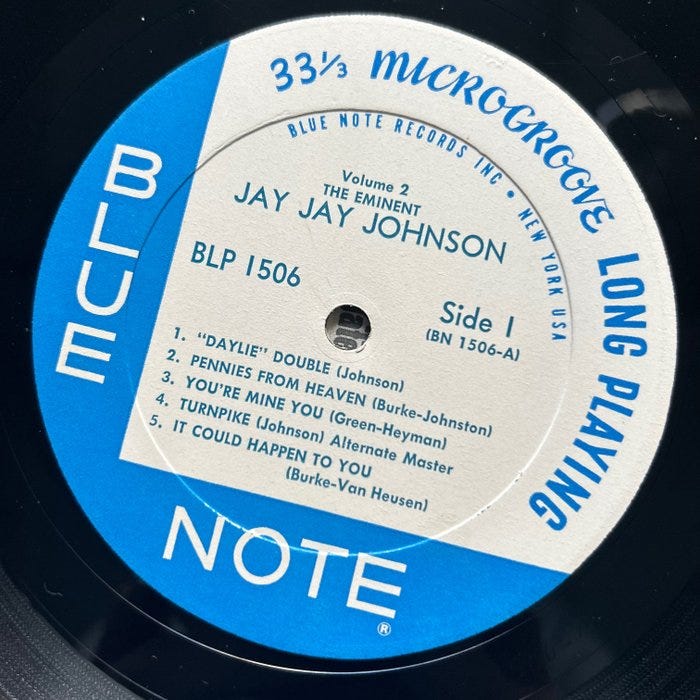 33⅓ MICROGROOVE LONG PLAYING
BLUE NOTE RECORDS INC • NEW YORK USA
BLUE
Volume 2
THE EMINENT
JAY JAY JOHNSON
BLP 1506
Side 1
(BN 1506-A)
1. "DAYLIE" DOUBLE (Johnson)
2. PENNIES FROM HEAVEN (Burke-Johnston)
3. YOU'RE MINE YOU (Green-Heyman)
4. TURNPIKE (Johnson) Alternate Master
5. IT COULD HAPPEN TO YOU
(Burke-Van Heusen)
NOTE
®